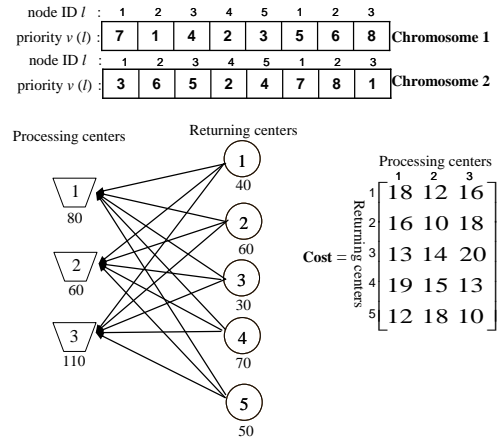 node ID l : 1 2 3 4 5 1 2 3
priority v (l) : 7 1 4 2 3 5 6 8 Chromosome 1
node ID l : 1 2 3 4 5 1 2 3
priority v (l) : 3 6 5 2 4 7 8 1 Chromosome 2
Processing centers
Returning centers
1
80
2
60
3
110
1
40
2
60
3
30
4
70
5
50
Processing centers
1 2 3
Cost =
Returning centers
1 18 12 16
2 16 10 18
3 13 14 20
4 19 15 13
5 12 18 10